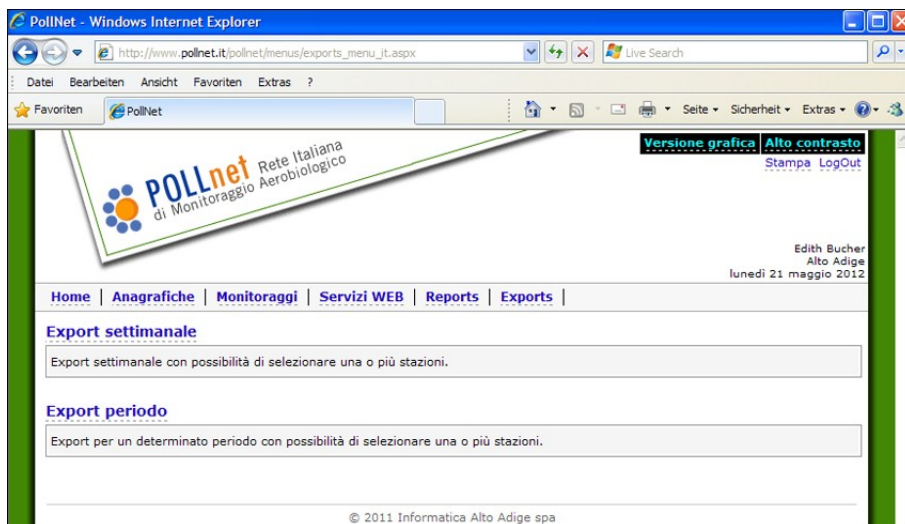 PollNet - Windows Internet Explorer
http://www.pollnet.it/pollnet/menus/exports_menu_it.aspx
Live Search
Datei Bearbeiten Ansicht Favoriten Extras ?
Favoriten PollNet Seite Sicherheit Extras
POLLnet Rete Italiana
di Monitoraggio Aerobiologico
Versione grafica Alto contrasto
Stampa LogOut
Edith Bucher
Alto Adige
lunedì 21 maggio 2012
Home | Anagrafiche | Monitoraggi | Servizi WEB | Reports | Exports |
Export settimanale
Export settimanale con possibilità di selezionare una o più stazioni.
Export periodo
Export per un determinato periodo con possibilità di selezionare una o più stazioni.
© 2011 Informatica Alto Adige spa